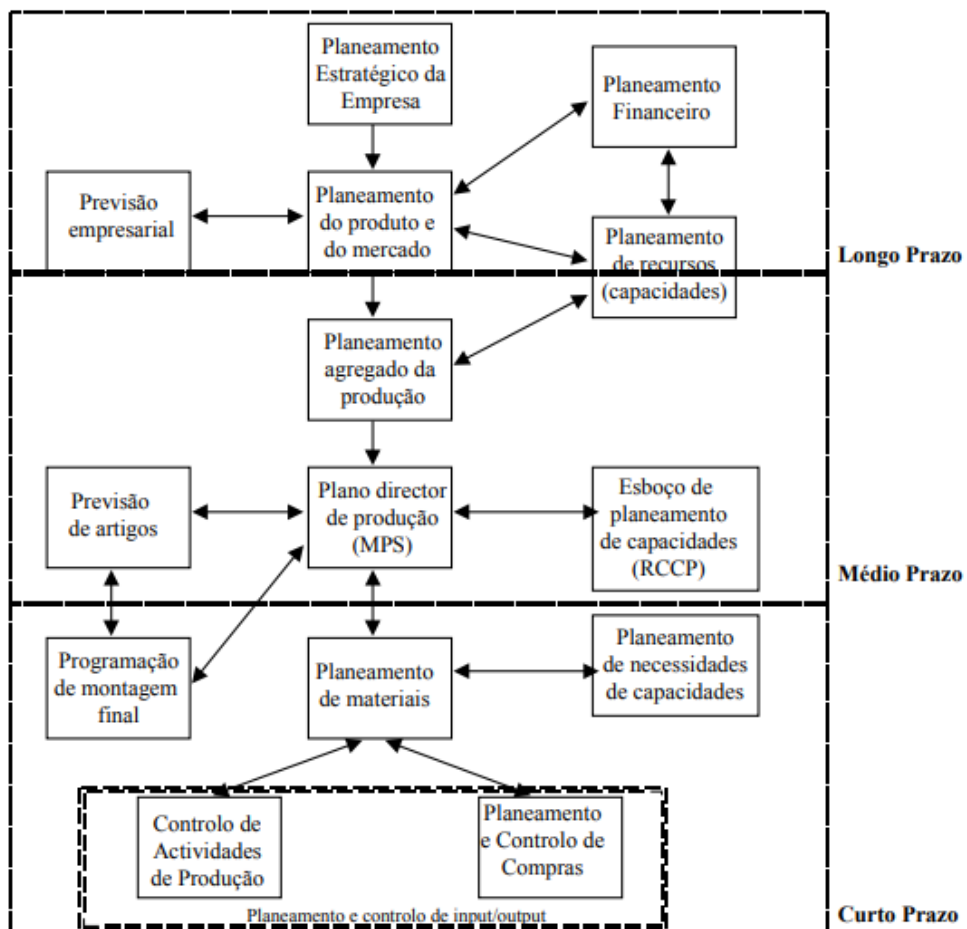 Planeamento
Estratégico da
Empresa
Planeamento
Financeiro
Previsão
empresarial
Planeamento
do produto e
do mercado
Planeamento
de recursos
(capacidades)
Longo Prazo
Planeamento
agregado da
produção
Previsão
de artigos
Plano director
de produção
(MPS)
Esboço de
planeamento
de capacidades
(RCCP)
Médio Prazo
Programação
de montagem
final
Planeamento
de materiais
Planeamento
de necessidades
de capacidades
Controlo de
Actividades
de Produção
Planeamento
e Controlo de
Compras
Planeamento e controlo de input/output
Curto Prazo